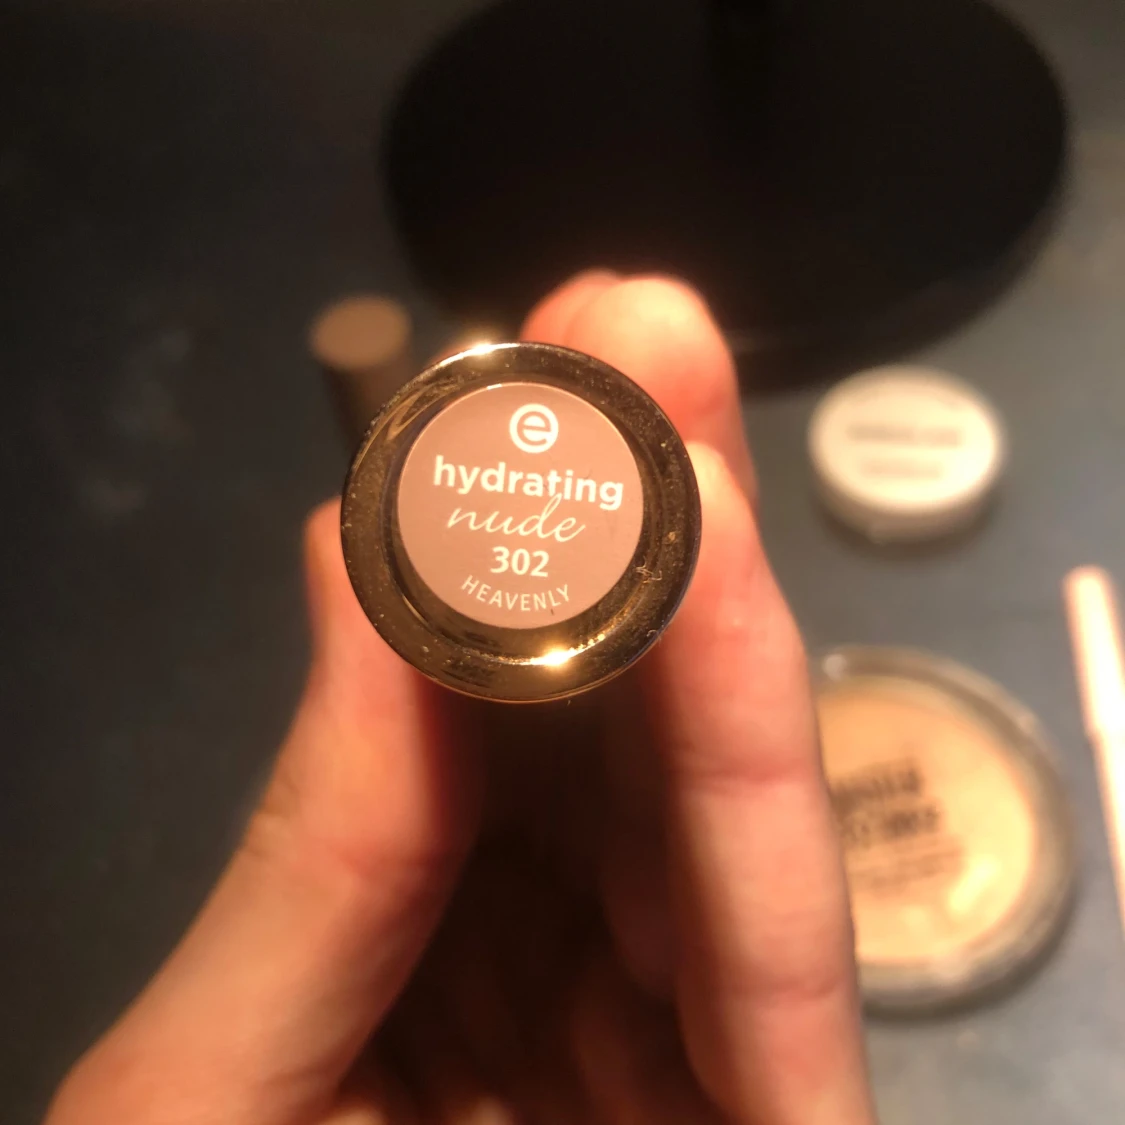 e
hydrating
nude
302
HEAVENLY